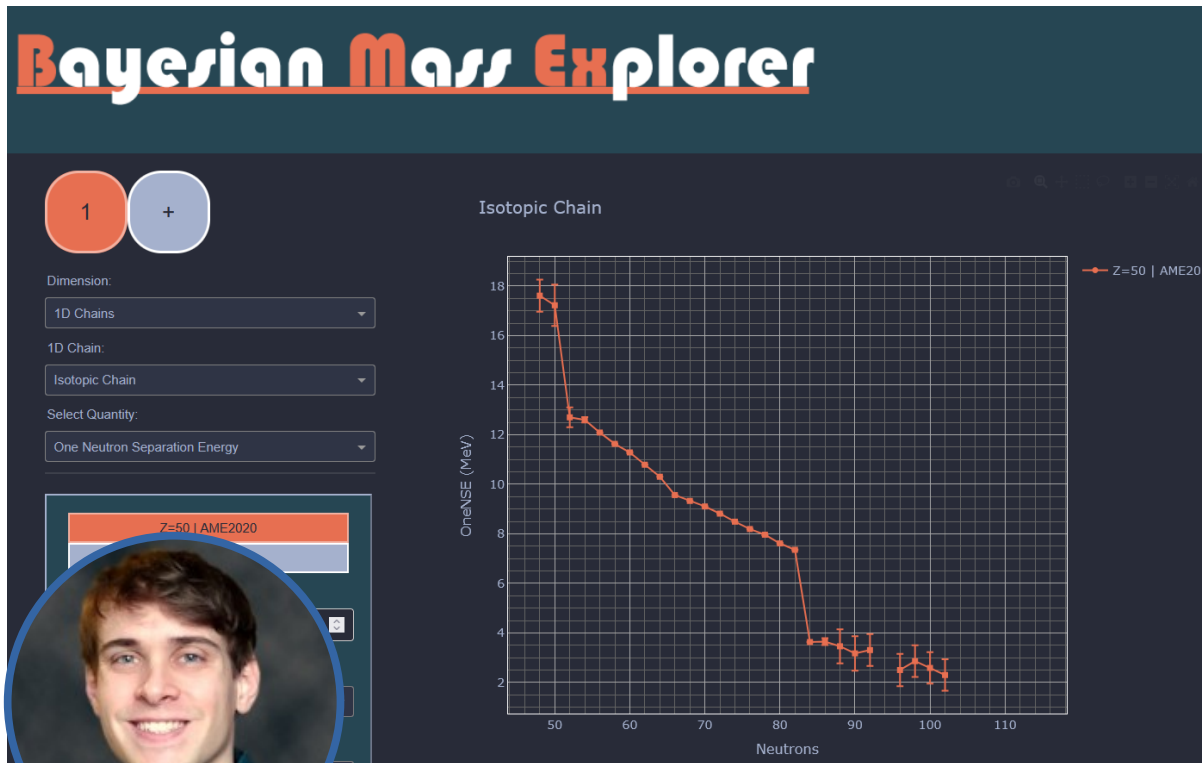 Bayesian Mass Explorer
1
+
Dimension:
1D Chains
1D Chain:
Isotopic Chain
Select Quantity:
One Neutron Separation Energy
Z=50 | AME2020
Isotopic Chain
Z=50 | AME20
OneNSE (MeV)
18
16
14
12
10
8
6
4
2
50
60
70
80
90
100
110
Neutrons